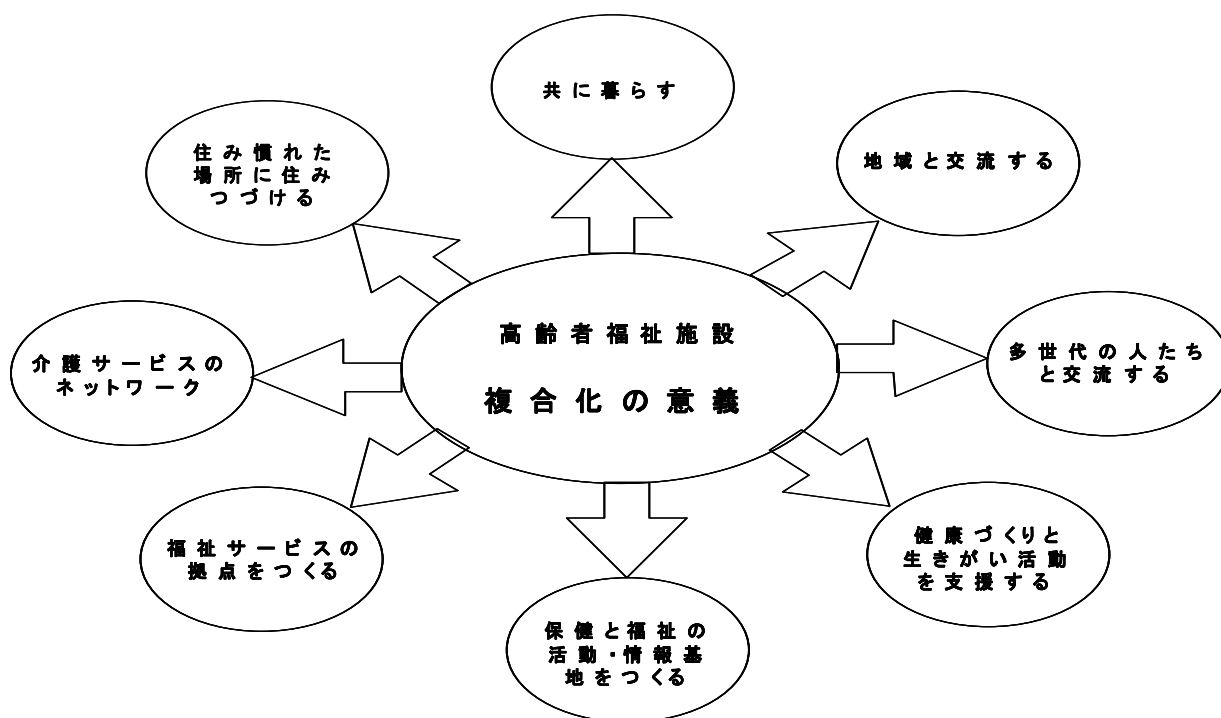 共に暮らす
住み慣れた
場所に住み
つづける
地域と交流する
高齢者福祉施設
複合化の意義
介護サービスの
ネットワーク
多世代の人たち
と交流する
福祉サービスの
拠点をつくる
健康づくりと
生きがい活動
を支援する
保健と福祉の
活動・情報基
地をつくる